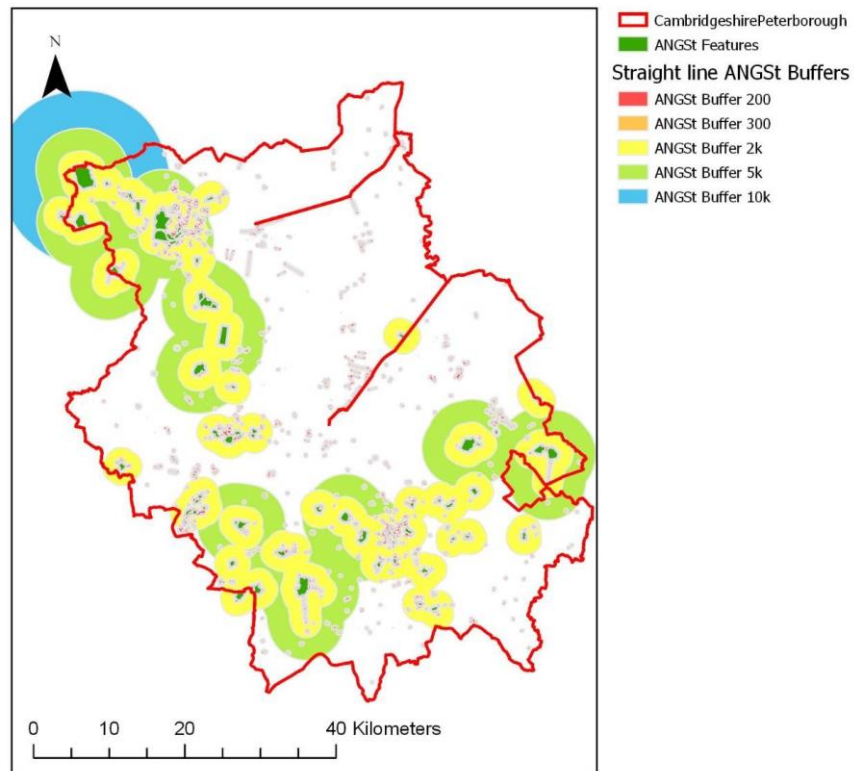 N
CambridgeshirePeterborough
ANGSt Features
Straight line ANGSt Buffers
ANGSt Buffer 200
ANGSt Buffer 300
ANGSt Buffer 2k
ANGSt Buffer 5k
ANGSt Buffer 10k
0 10 20 40 Kilometers